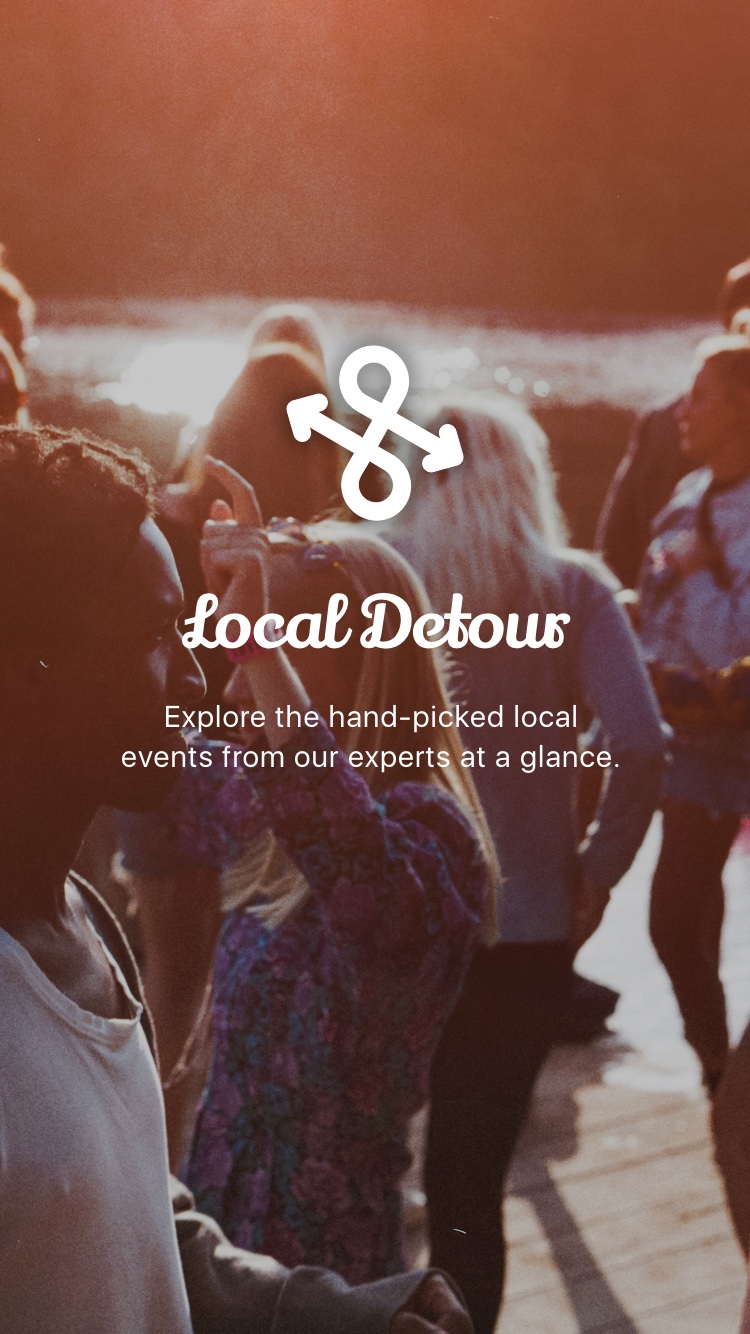 Local Detour
Explore the hand-picked local
events from our experts at a glance.